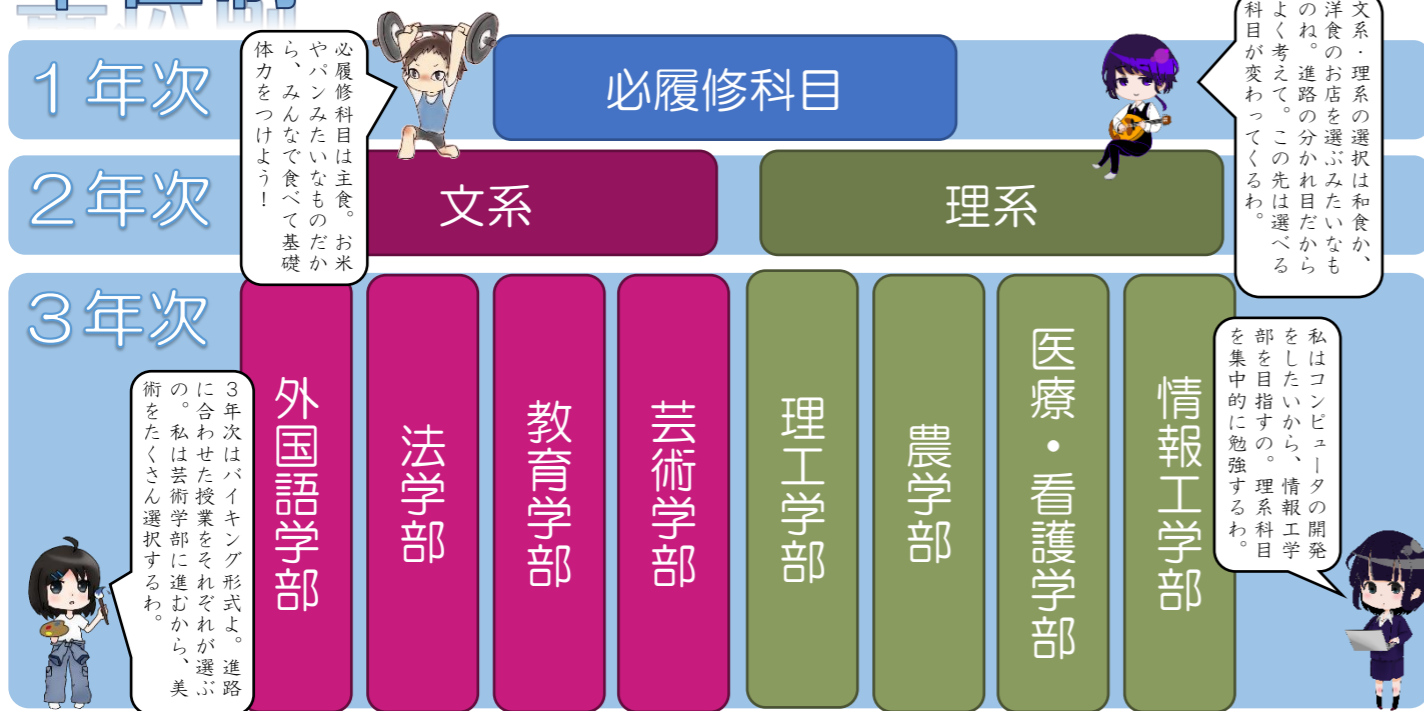 単位制
1年次
必履修科目は主食。お米
やパンみたいなものだか
ら、みんなで食べて基礎
体力をつけよう！
必履修科目
文系・理系の選択は和食か、
洋食のお店を選ぶみたいなも
のね。進路の分かれ目だから
よく考えて。この先は選べる
科目が変わってくるわ。
2年次
文系
理系
3年次
3年次はバイキング形式よ。進路
に合わせた授業をそれぞれが選ぶ
の。私は芸術学部に進むから、美
術をたくさん選択するわ。
外国語学部
法学部
教育学部
芸術学部
理工学部
農学部
医療・看護学部
情報工学部
私はコンピュータの開発
をしたいから、情報工学
部を目指すの。理系科目
を集中的に勉強するわ。